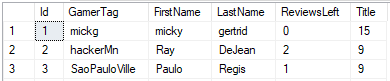 Id GamerTag FirstName LastName ReviewsLeft Title
1 1 mickg micky gertrid 0 15
2 2 hackerMn Ray DeJean 2 9
3 3 SaoPauloVille Paulo Regis 1 9